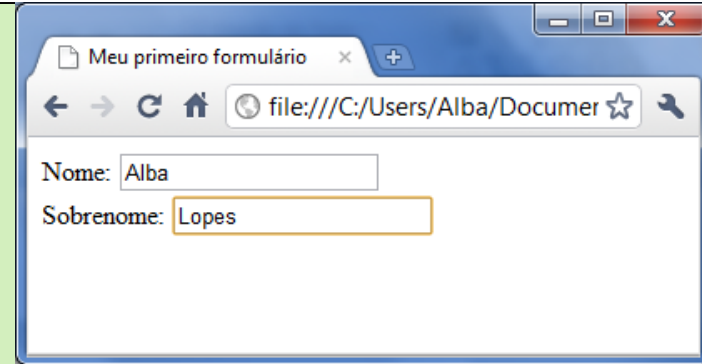 Meu primeiro formulário
file:///C:/Users/Alba/Documer
Nome: Alba
Sobrenome: Lopes